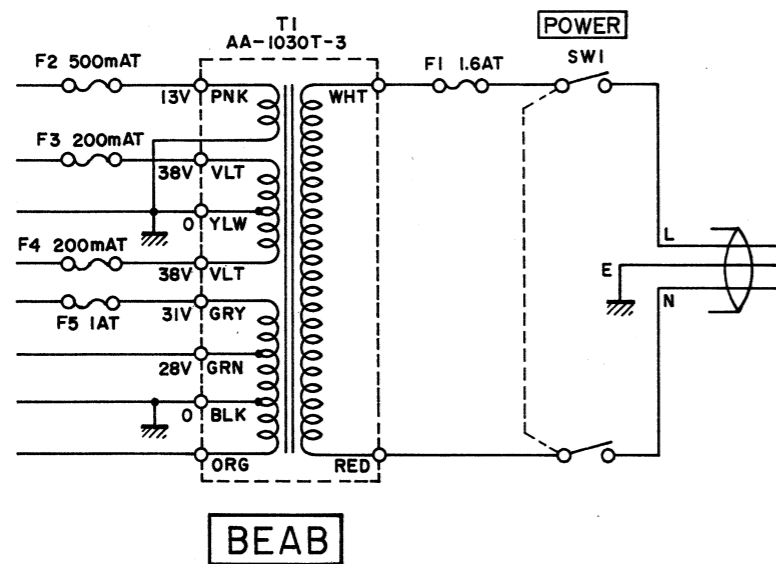 POWER
T1
AA-1030T-3
SW1
F2 500mAT
F1 1.6AT
13V PNK
WHT
F3 200mAT
38V VLT
0 YLW
F4 200mAT
L
E
38V VLT
N
31V GRY
F5 1AT
28V GRN
0 BLK
ORG
RED
BEAB